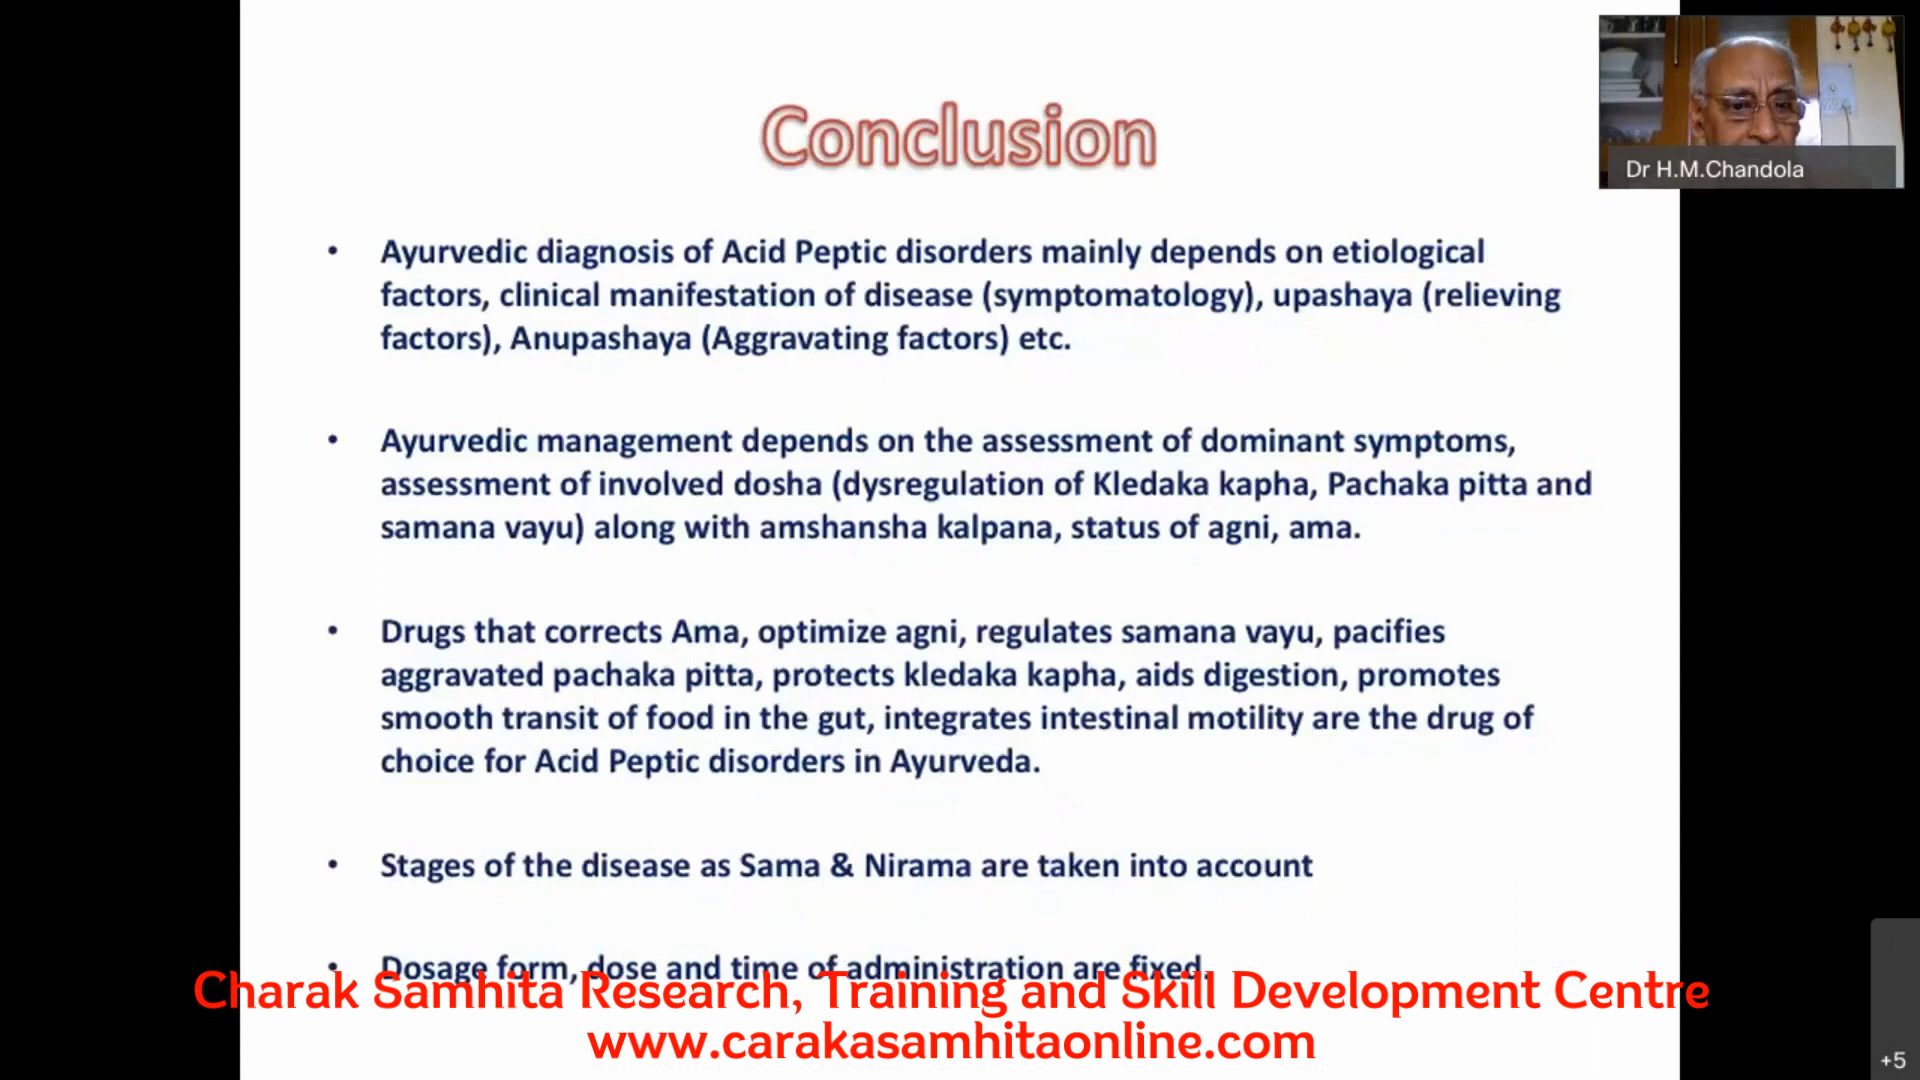 Conclusion
Dr H.M.Chandola
• Ayurvedic diagnosis of Acid Peptic disorders mainly depends on etiological
factors, clinical manifestation of disease (symptomatology), upashaya (relieving
factors), Anupashaya (Aggravating factors) etc.
• Ayurvedic management depends on the assessment of dominant symptoms,
assessment of involved dosha (dysregulation of Kledaka kapha, Pachaka pitta and
samana vayu) along with amshansha kalpana, status of agni, ama.
• Drugs that corrects Ama, optimize agni, regulates samana vayu, pacifies
aggravated pachaka pitta, protects kledaka kapha, aids digestion, promotes
smooth transit of food in the gut, integrates intestinal motility are the drug of
choice for Acid Peptic disorders in Ayurveda.
• Stages of the disease as Sama & Nirama are taken into account
• Dosage form, dose and time of administration are fixed.
Charak Samhita Research, Training and Skill Development Centre
www.carakasamhitaonline.com
+5